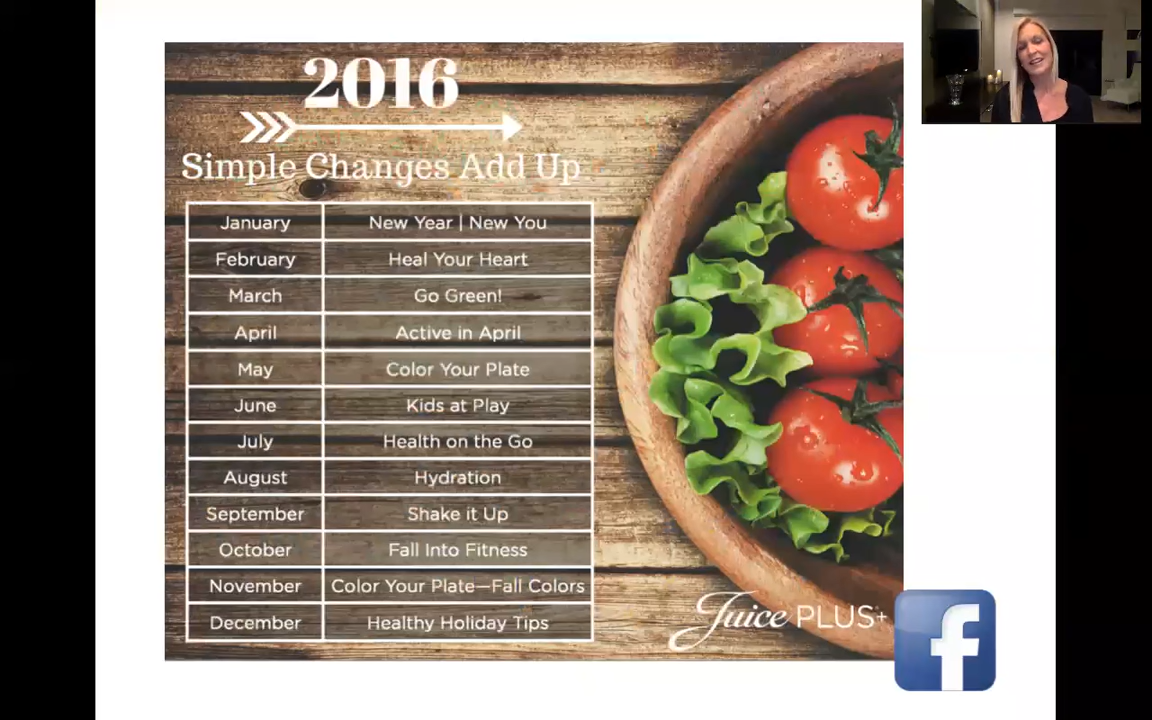 2016
Simple Changes Add Up
January New Year | New You
February Heal Your Heart
March Go Green!
April Active in April
May Color Your Plate
June Kids at Play
July Health on the Go
August Hydration
September Shake it Up
October Fall Into Fitness
November Color Your Plate—Fall Colors
December Healthy Holiday Tips
Juice PLUS+
f